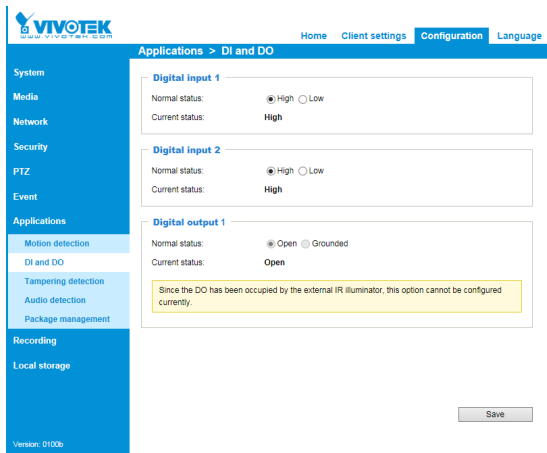 VIVOTEK
www.vivotek.com
Home Client settings Configuration Language
Applications > DI and DO
System
Media
Network
Security
PTZ
Event
Applications
Motion detection
DI and DO
Tampering detection
Audio detection
Package management
Recording
Local storage
Version: 0100b
Digital input 1
Normal status: High Low
Current status: High
Digital input 2
Normal status: High Low
Current status: High
Digital output 1
Normal status: Open Grounded
Current status: Open
Since the DO has been occupied by the external IR illuminator, this option cannot be configured
currently.
Save